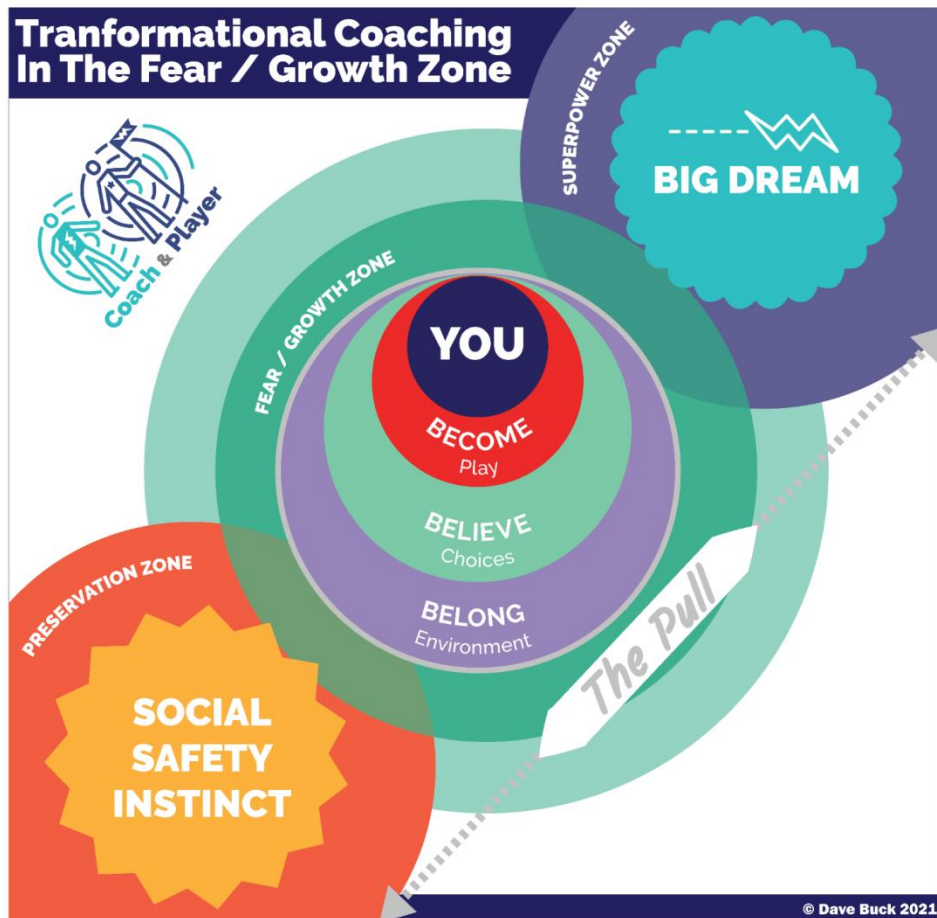 Tranformational Coaching
In The Fear / Growth Zone
SUPERPOWER ZONE
BIG DREAM
Coach & Player
FEAR / GROWTH ZONE
YOU
BECOME
Play
BELIEVE
Choices
BELONG
Environment
The Pull
PRESERVATION ZONE
SOCIAL
SAFETY
INSTINCT
© Dave Buck 2021